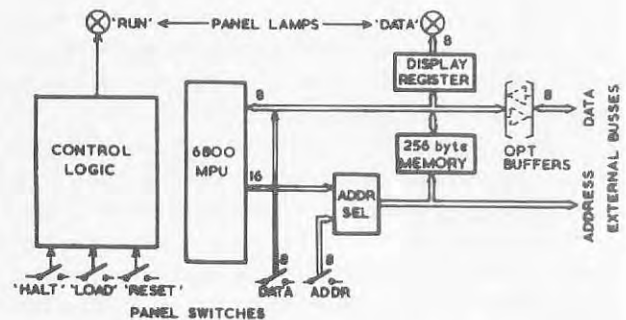 'RUN' PANEL LAMPS 'DATA'
8
DISPLAY
REGISTER
8
8
DATA
CONTROL
LOGIC
6800
MPU
256 byte
MEMORY
OPT
BUFFERS
16
ADDR
SEL
ADDRESS
EXTERNAL BUSSES
8
8
'HALT' 'LOAD' 'RESET'
DATA
ADDR
PANEL SWITCHES